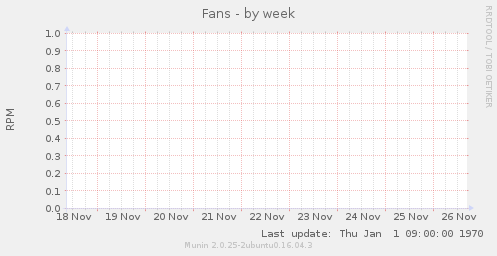 Fans - by week
RRDTOOL / TOBI OETIKER
RPM
1.0
0.9
0.8
0.7
0.6
0.5
0.4
0.3
0.2
0.1
0.0
18 Nov 19 Nov 20 Nov 21 Nov 22 Nov 23 Nov 24 Nov 25 Nov 26 Nov
Last update: Thu Jan  1 09:00:00 1970
Munin 2.0.25-2ubuntu0.16.04.3